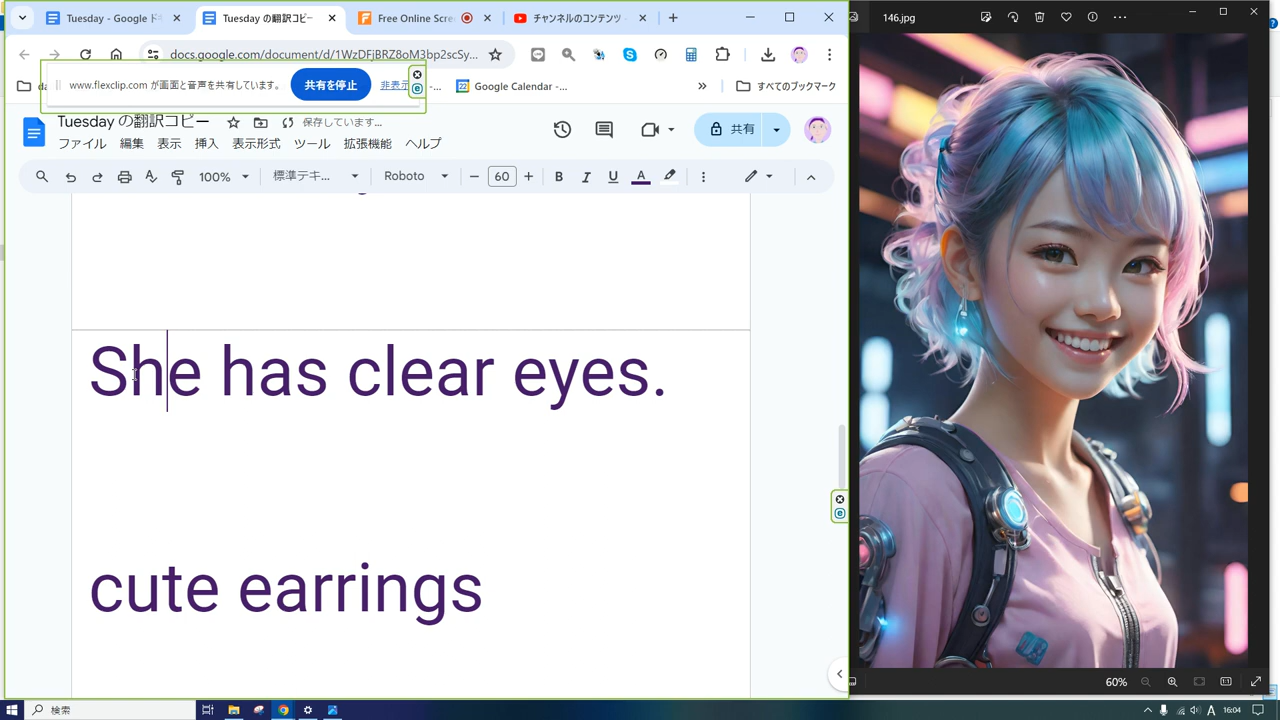 Tuesday - Google ド
Tuesday の翻訳コピー
Free Online Scre
チャンネルのコンテンツ -
146.jpg
docs.google.com/document/d/1WzDFjBRZ8oM3bp2scSy...
www.flexclip.com が画面と音声を共有しています。
共有を停止
非表示
Google Calendar -...
すべてのブックマーク
Tuesday の翻訳コピー
保存しています...
共有
ファイル 編集 表示 挿入 表示形式 ツール 拡張機能 ヘルプ
100%
標準テキ...
Roboto
60
B I U A
She has clear eyes.
cute earrings
60%
検索
A 16:04